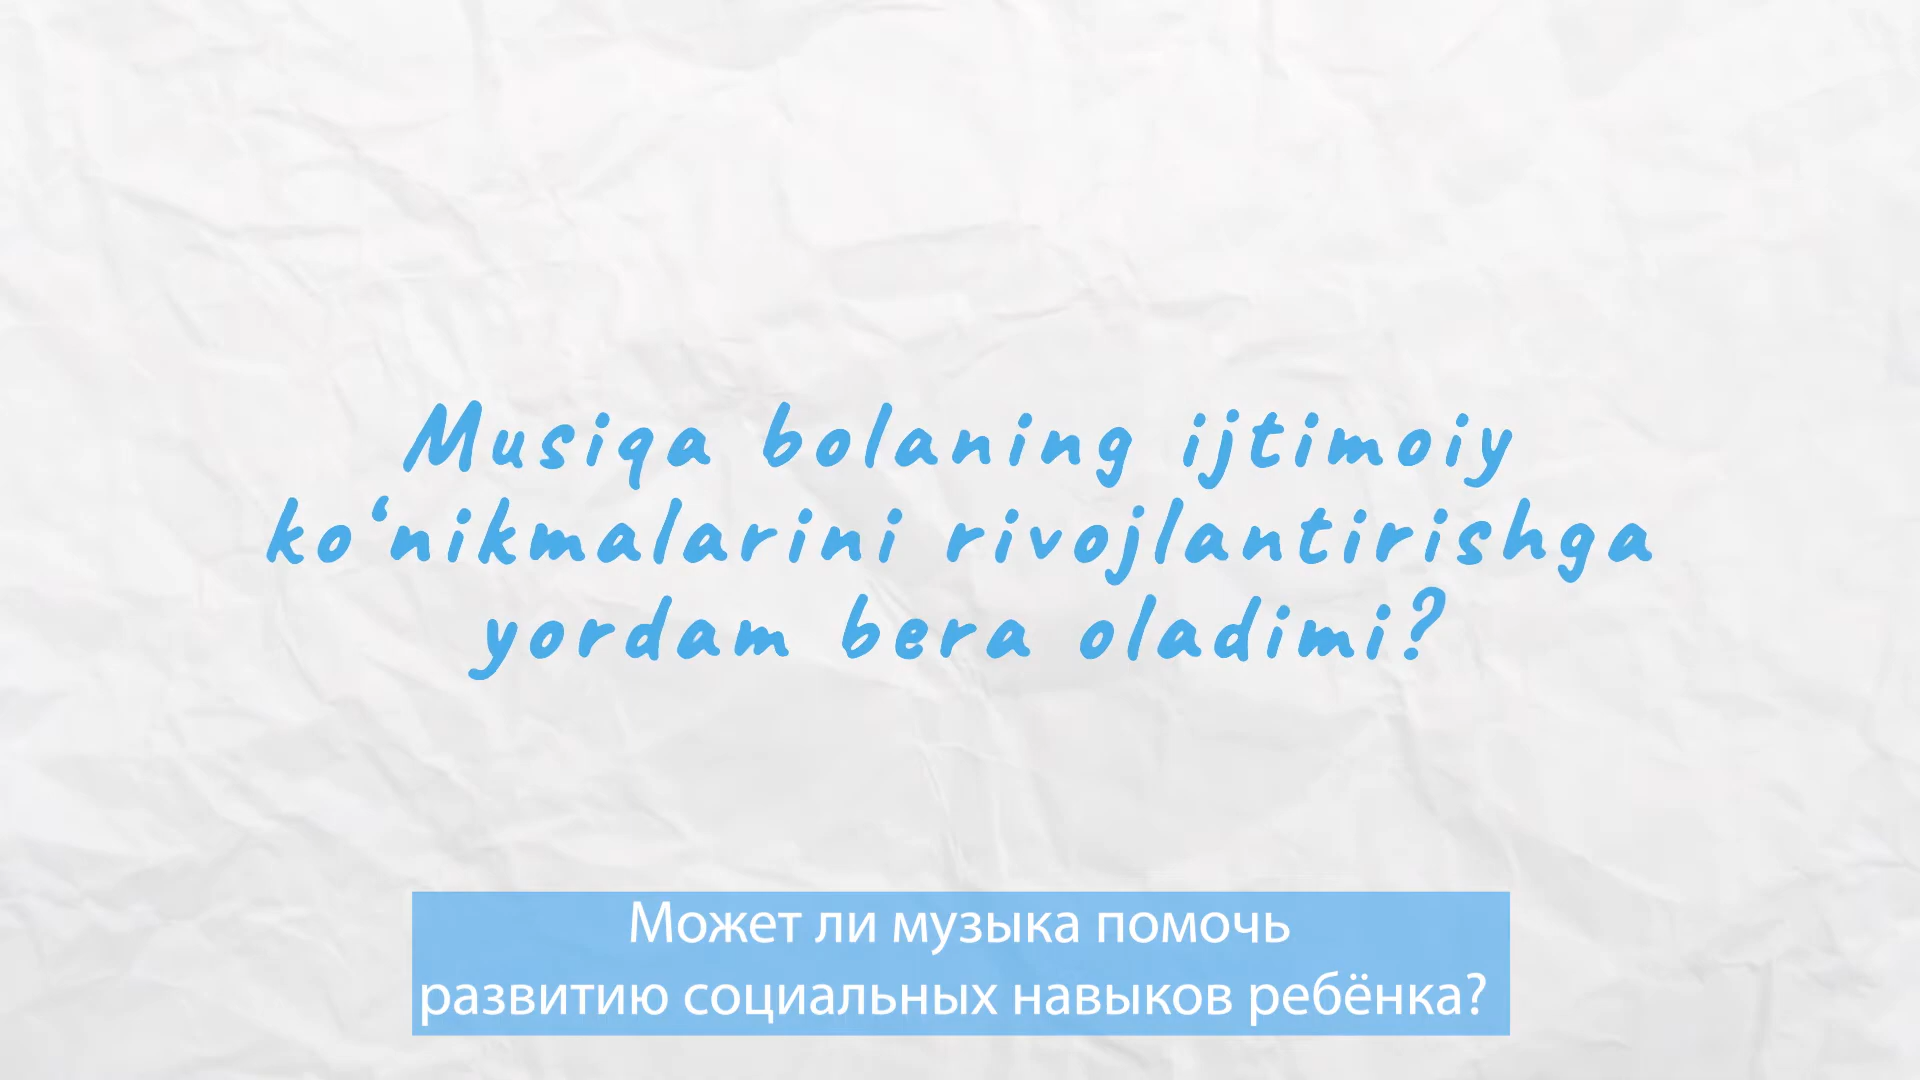 Musiqa bolaning ijtimoiy
ko‘nikmalarini rivojlantirishga
yordam bera oladimi?
Может ли музыка помочь
развитию социальных навыков ребёнка?